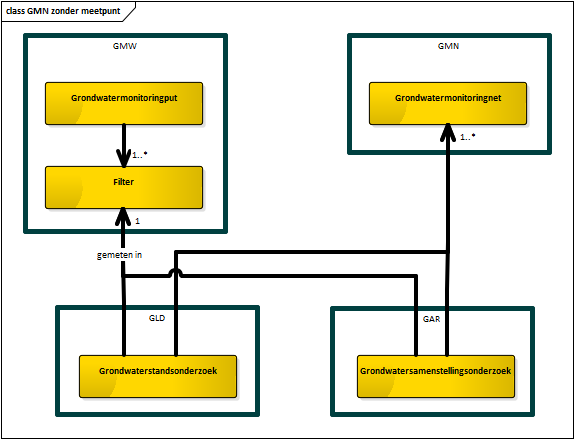 class GMN zonder meetpunt
GMW
GMN
Grondwatermonitoringput
Grondwatermonitoringnet
1..*
1..*
Filter
1
gemeten in
GLD
GAR
Grondwaterstandsonderzoek
Grondwatersamenstellingsonderzoek